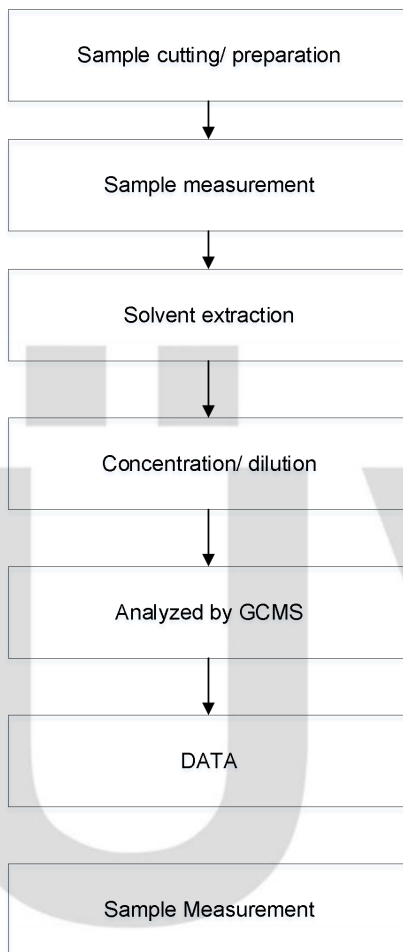 Sample cutting/ preparation
Sample measurement
Solvent extraction
Concentration/ dilution
Analyzed by GCMS
DATA
Sample Measurement